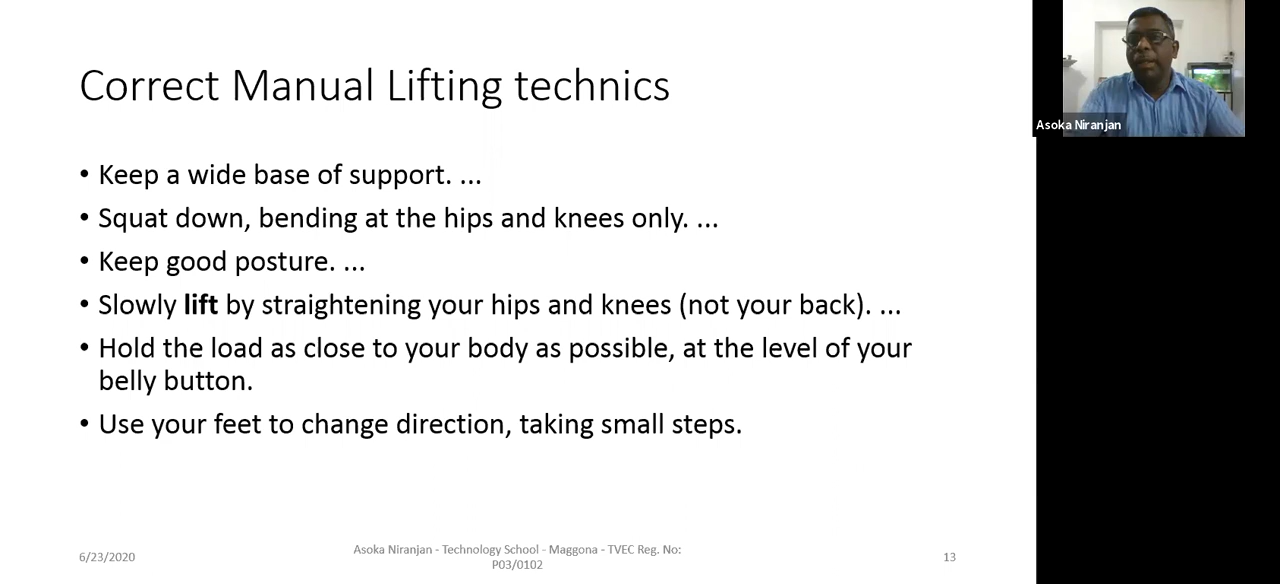 Correct Manual Lifting technics
• Keep a wide base of support. ...
• Squat down, bending at the hips and knees only. ...
• Keep good posture. ...
• Slowly lift by straightening your hips and knees (not your back). ...
• Hold the load as close to your body as possible, at the level of your
belly button.
• Use your feet to change direction, taking small steps.
6/23/2020
Asoka Niranjan - Technology School - Maggona - TVEC Reg. No:
P03/0102
13
Asoka Niranjan